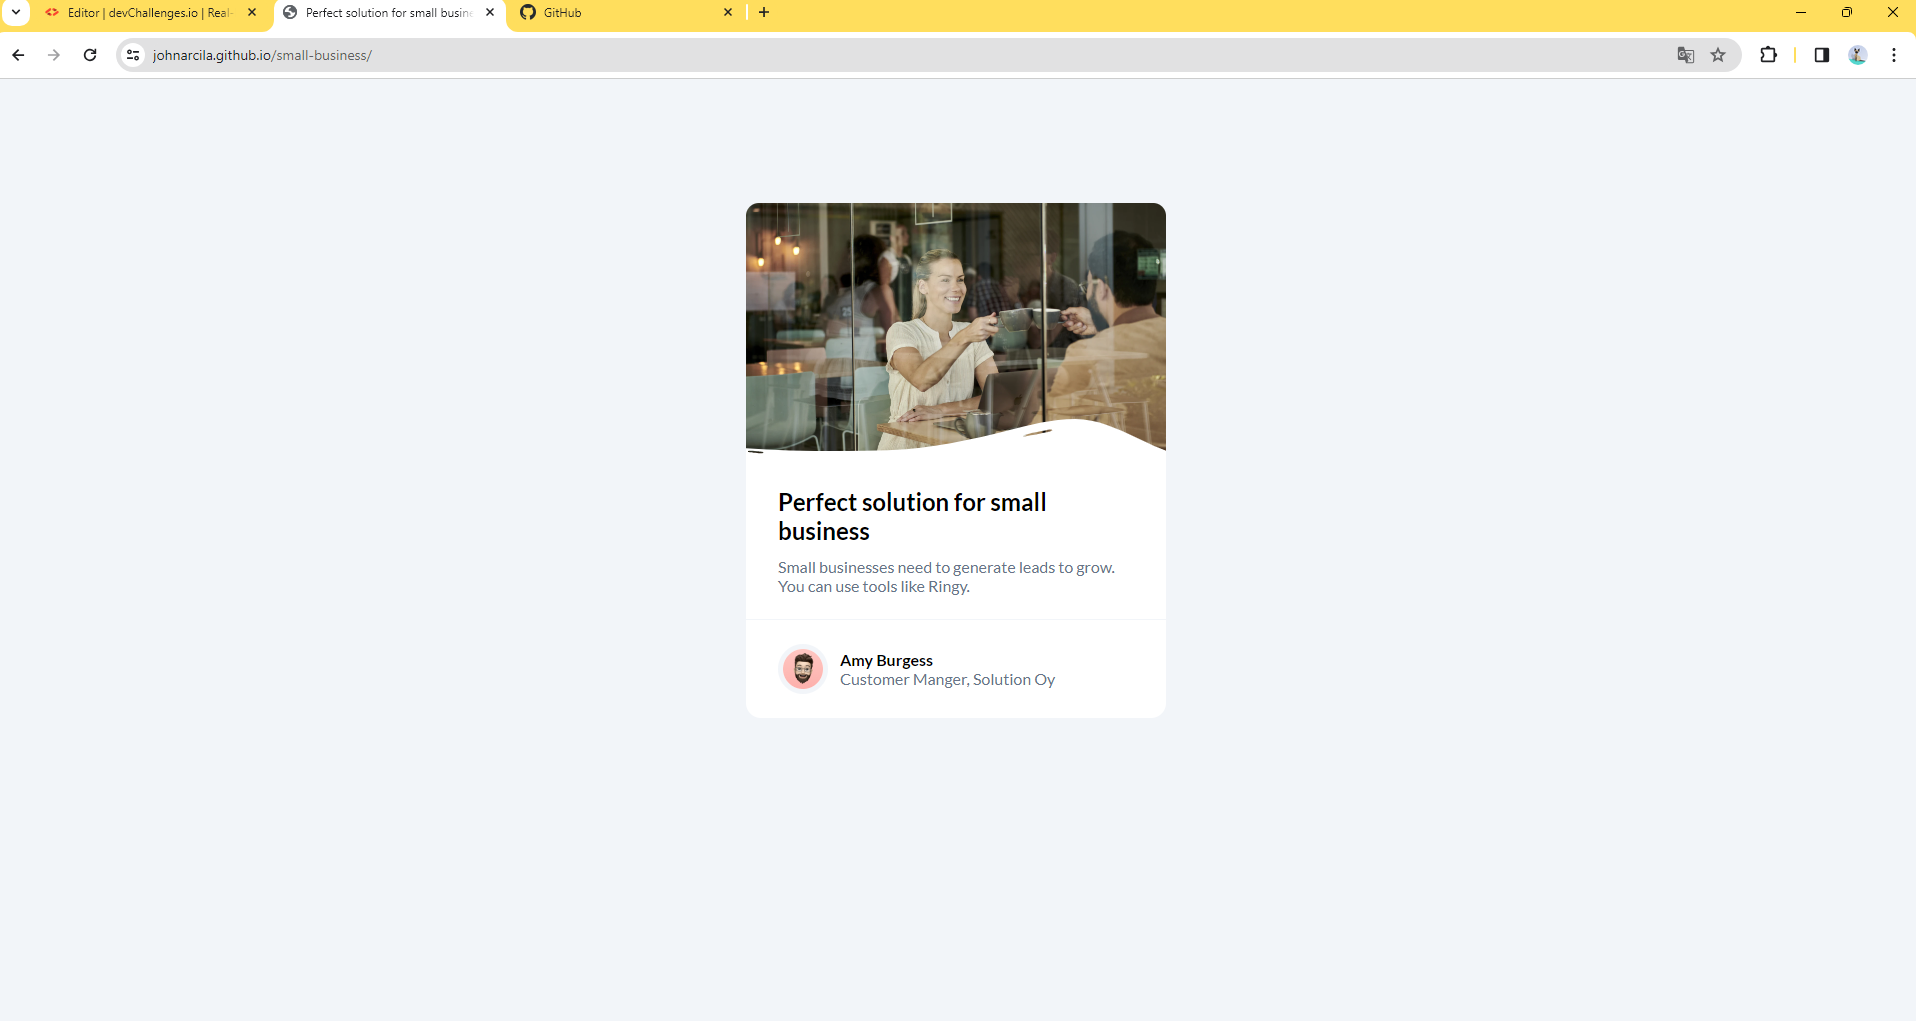 Editor | devChallenges.io | Real-
Perfect solution for small busin
GitHub
johnarcila.github.io/small-business/
Perfect solution for small
business
Small businesses need to generate leads to grow.
You can use tools like Ringy.
Amy Burgess
Customer Manger, Solution Oy